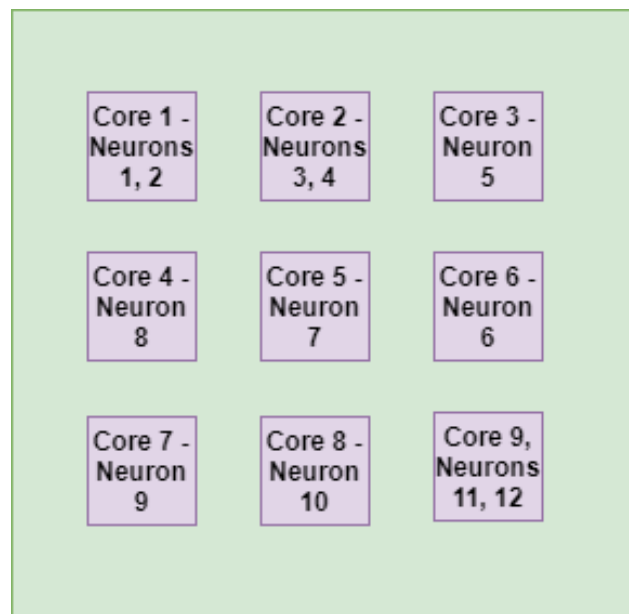 Core 1 -
Neurons
1, 2
Core 2 -
Neurons
3, 4
Core 3 -
Neuron
5
Core 4 -
Neuron
8
Core 5 -
Neuron
7
Core 6 -
Neuron
6
Core 7 -
Neuron
9
Core 8 -
Neuron
10
Core 9,
Neurons
11, 12